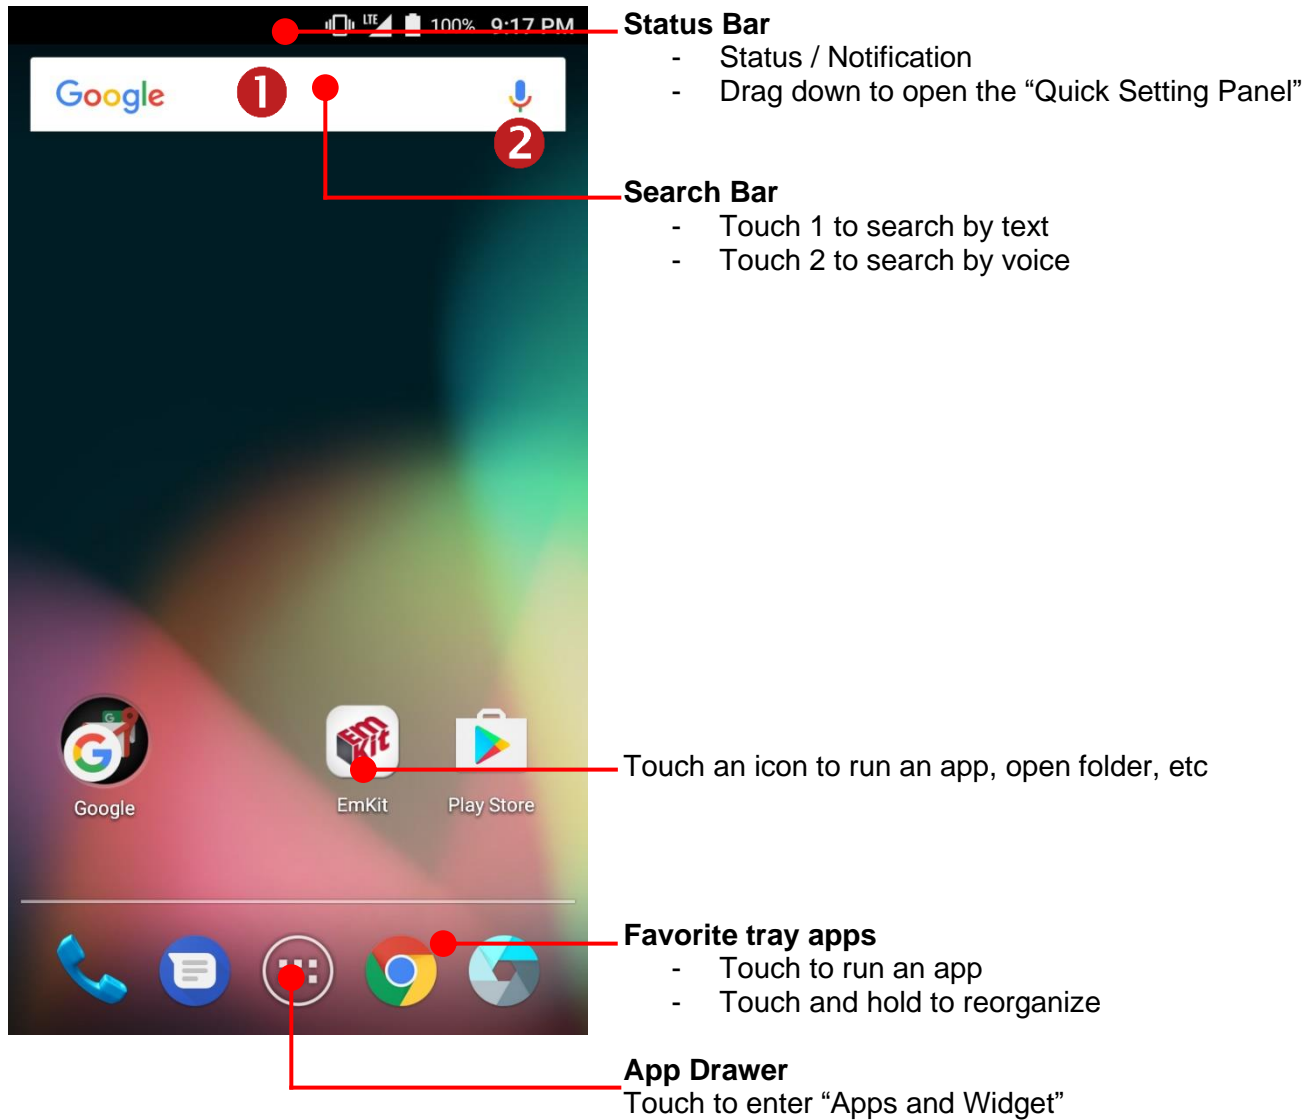 LTE 100% 9:17 PM
Google
1
2
Status Bar
- Status / Notification
- Drag down to open the “Quick Setting Panel”
Search Bar
- Touch 1 to search by text
- Touch 2 to search by voice
G
G
Em
Kit
Google
EmKit
Play Store
Touch an icon to run an app, open folder, etc
Favorite tray apps
- Touch to run an app
- Touch and hold to reorganize
App Drawer
Touch to enter “Apps and Widget”